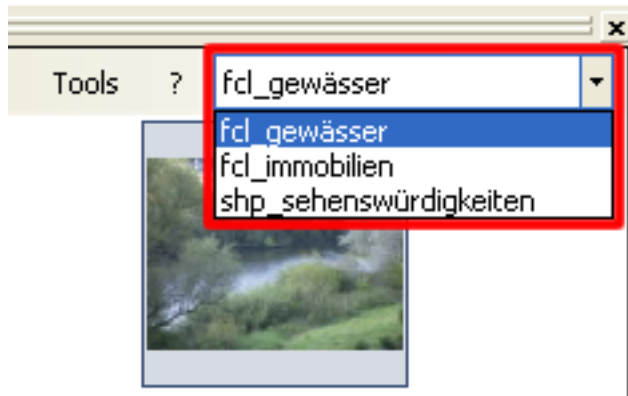 Tools ? fcl_gewässer
fcl_gewässer
fcl_immobilien
shp_sehenswürdigkeiten